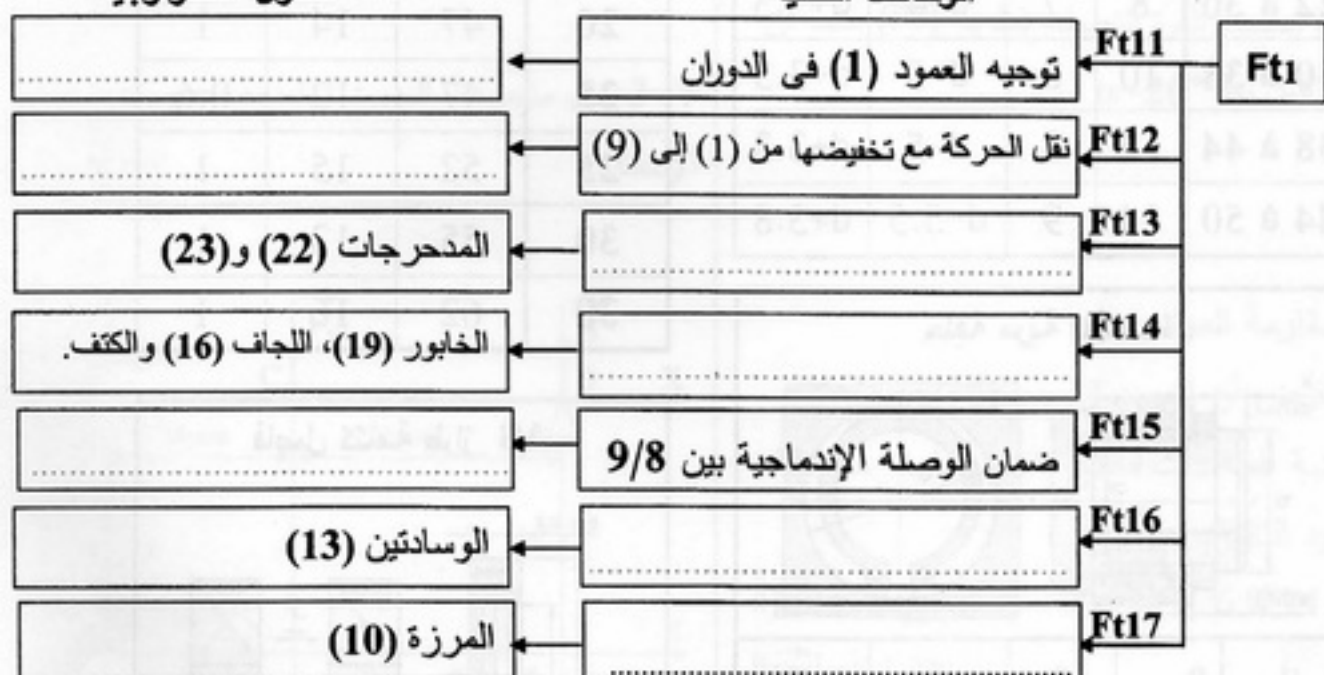 Ft1
Ft11
توجيه العمود (1) فى الدوران
Ft12
نقل الحركة مع تخفيضها من (1) إلى (9)
Ft13
المدحرجات (22) و(23)
Ft14
الخابور (19)، اللجاف (16) والكتف.
Ft15
ضمان الوصلة الإندماجية بين 9/8
Ft16
الوسادتين (13)
Ft17
المرزة (10)